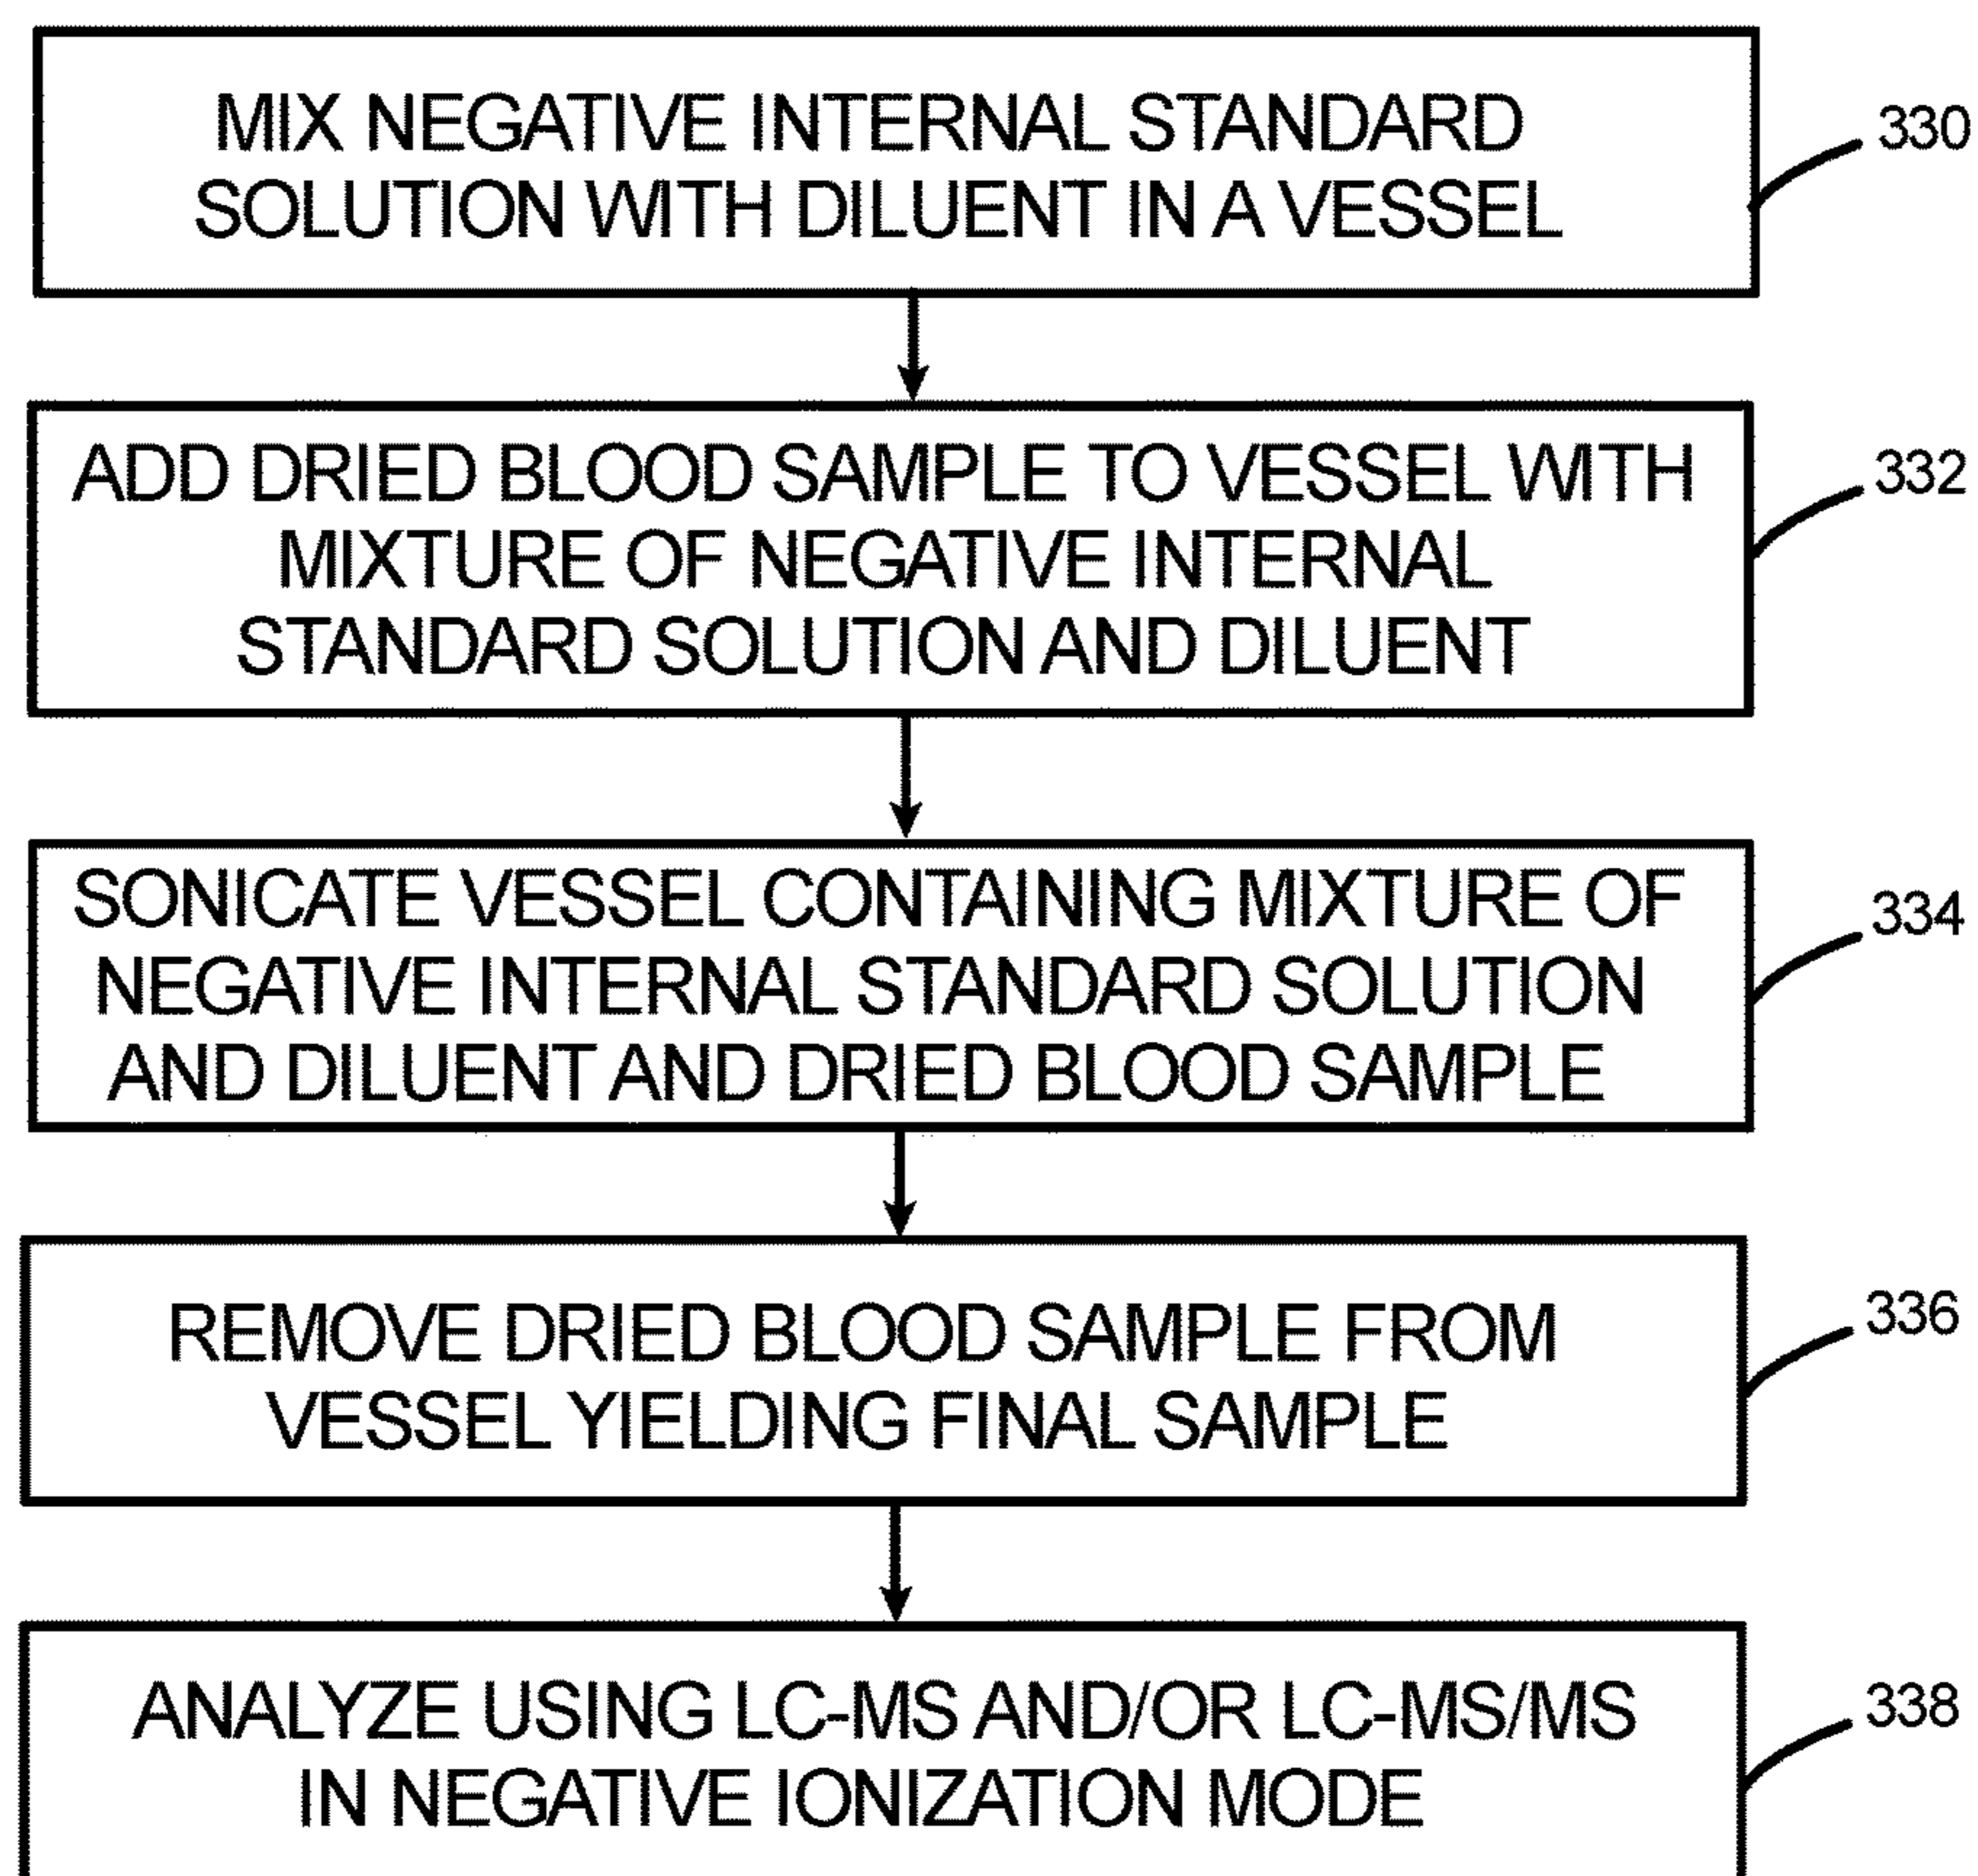 MIX NEGATIVE INTERNAL STANDARD
SOLUTION WITH DILUENT IN A VESSEL
330
ADD DRIED BLOOD SAMPLE TO VESSEL WITH
MIXTURE OF NEGATIVE INTERNAL
STANDARD SOLUTION AND DILUENT
332
SONICATE VESSEL CONTAINING MIXTURE OF
NEGATIVE INTERNAL STANDARD SOLUTION
AND DILUENT AND DRIED BLOOD SAMPLE
334
REMOVE DRIED BLOOD SAMPLE FROM
VESSEL YIELDING FINAL SAMPLE
336
ANALYZE USING LC-MS AND/OR LC-MS/MS
IN NEGATIVE IONIZATION MODE
338